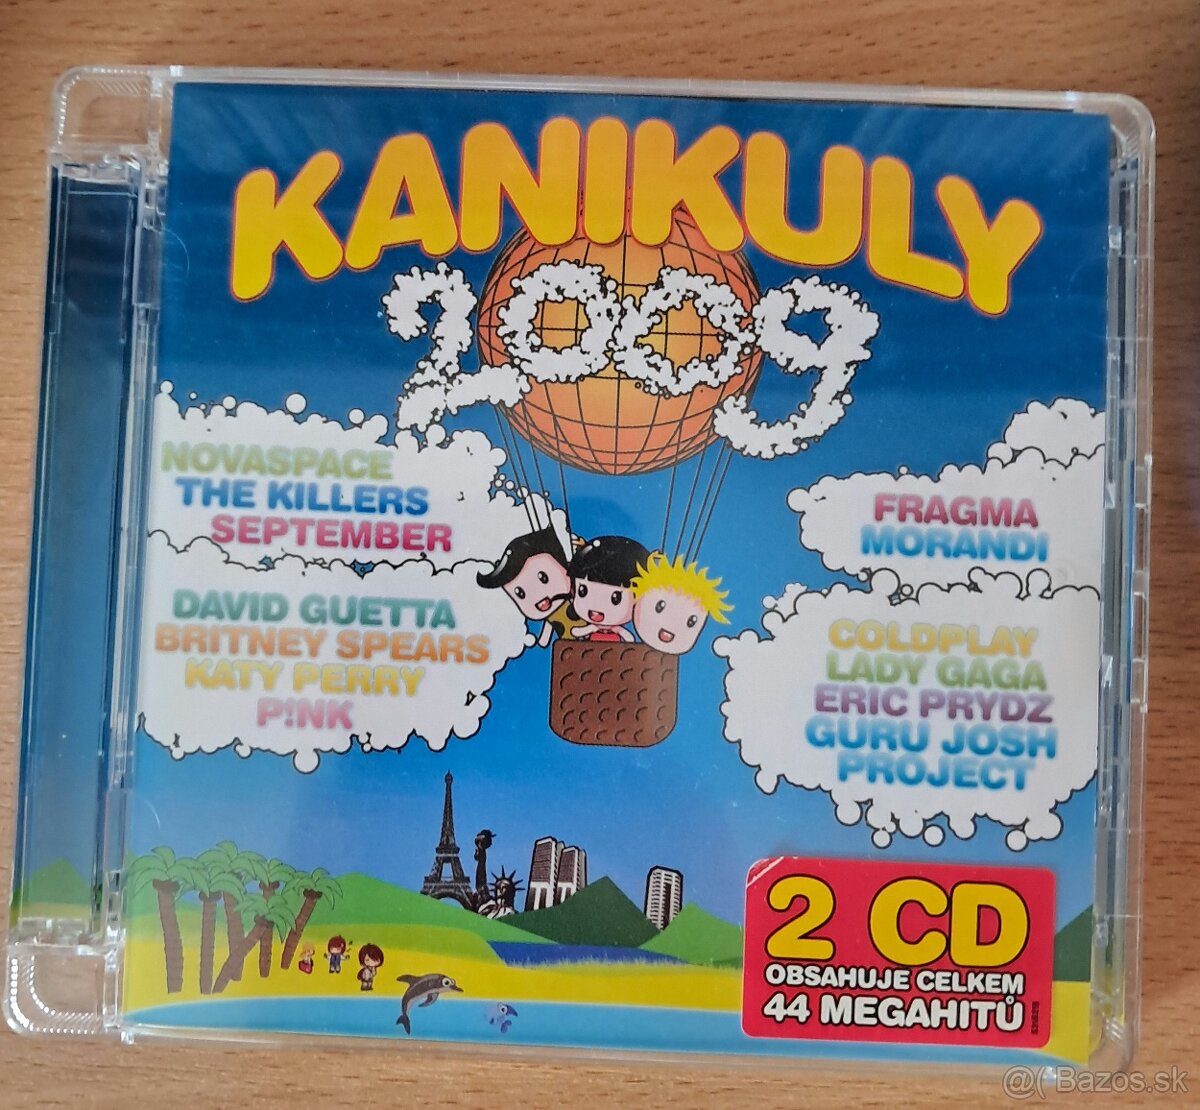 KANIKULY
2009
NOVASPACE
THE KILLERS
SEPTEMBER
DAVID GUETTA
BRITNEY SPEARS
KATY PERRY
P!NK
FRAGMA
MORANDI
COLDPLAY
LADY GAGA
ERIC PRYDZ
GURU JOSH
PROJECT
2 CD
OBSAHUJE CELKEM
44 MEGAHITŮ
@( Bazos.sk